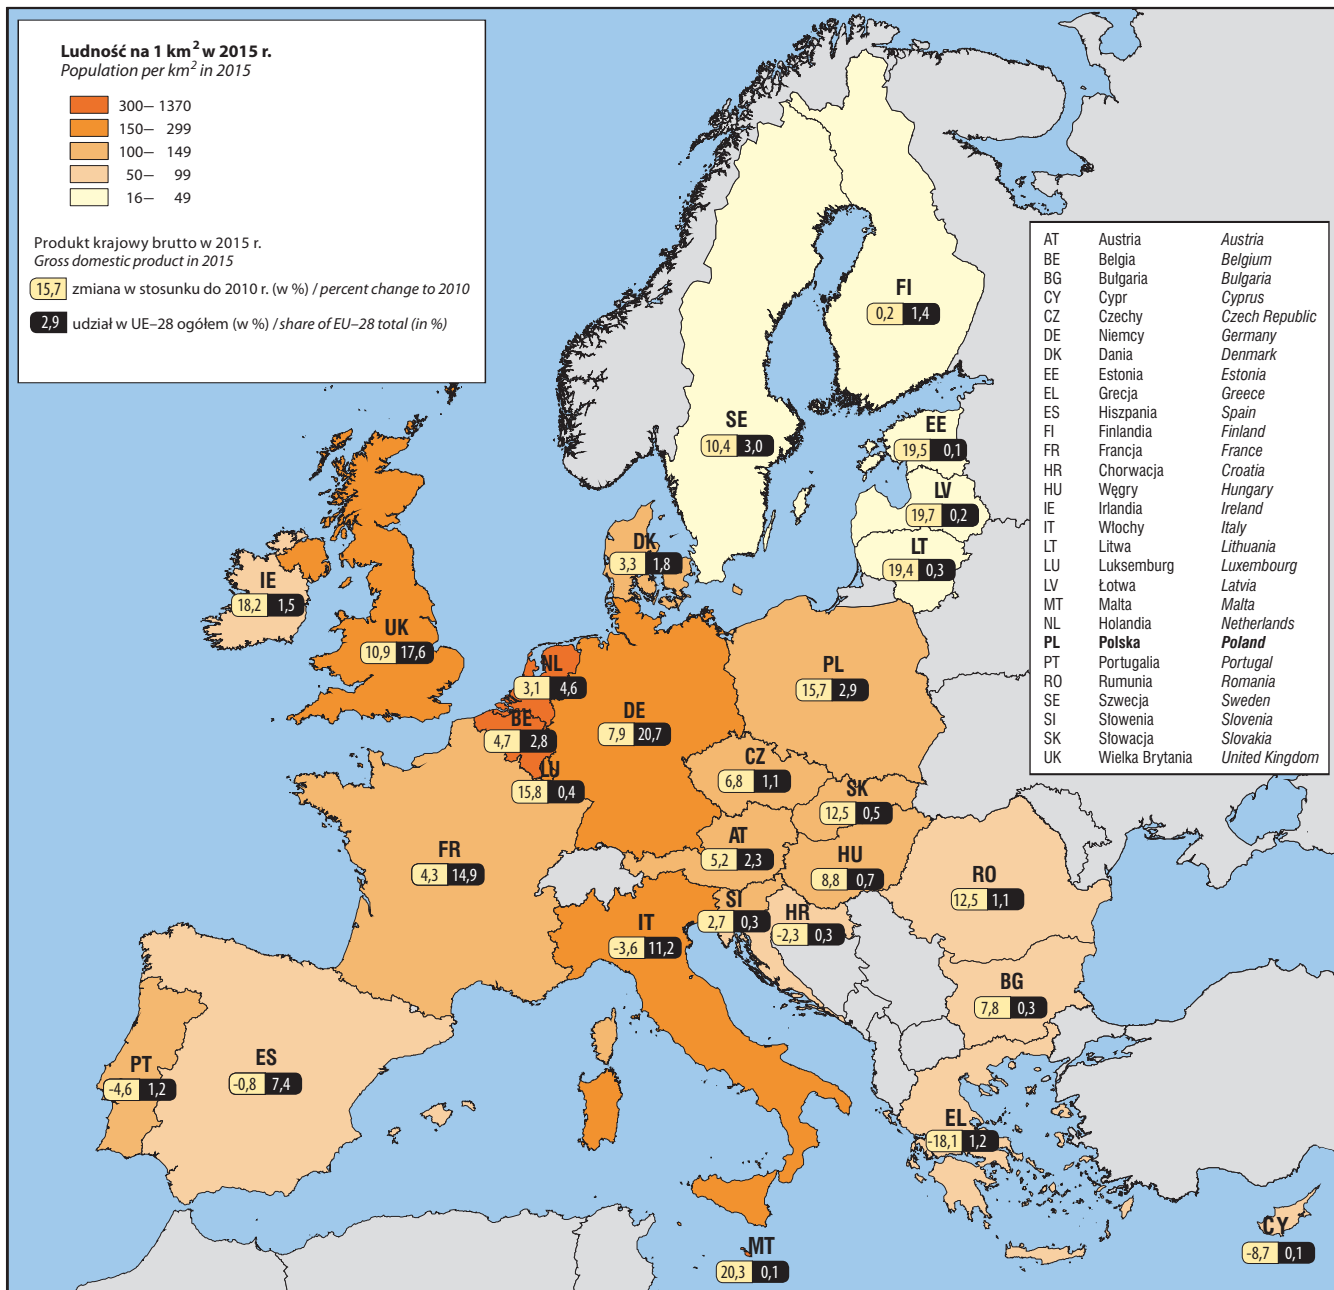 Ludność na 1 km² w 2015 r.
Population per km² in 2015
300– 1370
150– 299
100– 149
50– 99
16– 49
Produkt krajowy brutto w 2015 r.
Gross domestic product in 2015
15,7 zmiana w stosunku do 2010 r. (w %) / percent change to 2010
2,9 udział w UE–28 ogółem (w %) / share of EU–28 total (in %)
AT Austria Austria
BE Belgia Belgium
BG Bułgaria Bulgaria
CY Cypr Cyprus
CZ Czechy Czech Republic
DE Niemcy Germany
DK Dania Denmark
EE Estonia Estonia
EL Grecja Greece
ES Hiszpania Spain
FI Finlandia Finland
FR Francja France
HR Chorwacja Croatia
HU Węgry Hungary
IE Irlandia Ireland
IT Włochy Italy
LT Litwa Lithuania
LU Luksemburg Luxembourg
LV Łotwa Latvia
MT Malta Malta
NL Holandia Netherlands
PL Polska Poland
PT Portugalia Portugal
RO Rumunia Romania
SE Szwecja Sweden
SI Słowenia Slovenia
SK Słowacja Slovakia
UK Wielka Brytania United Kingdom
FI
0,2 1,4
SE
10,4 3,0
EE
19,5 0,1
LV
19,7 0,2
LT
19,4 0,3
DK
3,3 1,8
IE
18,2 1,5
UK
10,9 17,6
NL
3,1 4,6
PL
15,7 2,9
BE
4,7 2,8
DE
7,9 20,7
LU
15,8 0,4
CZ
6,8 1,1
SK
12,5 0,5
AT
5,2 2,3
FR
4,3 14,9
HU
8,8 0,7
RO
12,5 1,1
SI
2,7 0,3
HR
-2,3 0,3
IT
-3,6 11,2
BG
7,8 0,3
PT
-4,6 1,2
ES
-0,8 7,4
EL
-18,1 1,2
CY
-8,7 0,1
MT
20,3 0,1